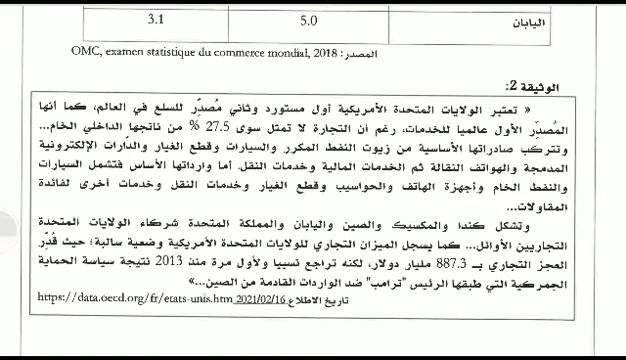 اليابان 5.0 3.1
المصدر: OMC, examen statistique du commerce mondial, 2018
الوثيقة 2:
« تعتبر الولايات المتحدة الأمريكية أول مستورد وثاني مُصدِّر للسلع في العالم، كما أنها
المُصدِّر الأول عالميا للخدمات، رغم أن التجارة لا تمثل سوى 27.5 % من ناتجها الداخلي الخام...
وتتركب صادراتها الأساسية من زيوت النفط المكرر والسيارات وقطع الغيار والدارات الإلكترونية
المدمجة والهواتف النقالة ثم الخدمات المالية وخدمات النقل. أما وارداتها الأساس فتشمل السيارات
والنفط الخام وأجهزة الهاتف والحواسيب وقطع الغيار وخدمات النقل وخدمات أخرى لفائدة
المقاولات...
وتشكل كندا والمكسيك والصين واليابان والمملكة المتحدة شركاء الولايات المتحدة
التجاريين الأوائل... كما يسجل الميزان التجاري للولايات المتحدة الأمريكية وضعية سالبة؛ حيث قُدِّر
العجز التجاري بـ 887.3 مليار دولار، لكنه تراجع نسبيا ولأول مرة منذ 2013 نتيجة سياسة الحماية
الجمركية التي طبقها الرئيس "ترامب" ضد الواردات القادمة من الصين...»
https://data.oecd.org/fr/etats-unis.htm تاريخ الاطلاع 2021/02/16